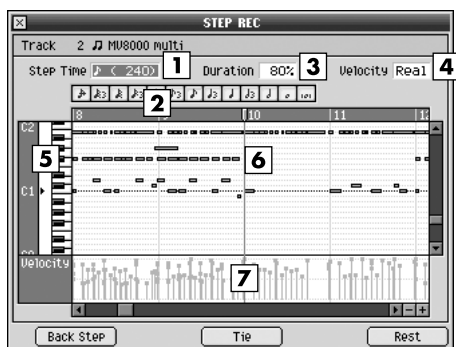 STEP REC
Track 2 ♫ MV8000 multi
Step Time ♪ ( 240) 1 Duration 80% 3 Velocity Real 4
2
8 10 11
C2
5 6
C1
Velocity
7
Back Step Tie Rest